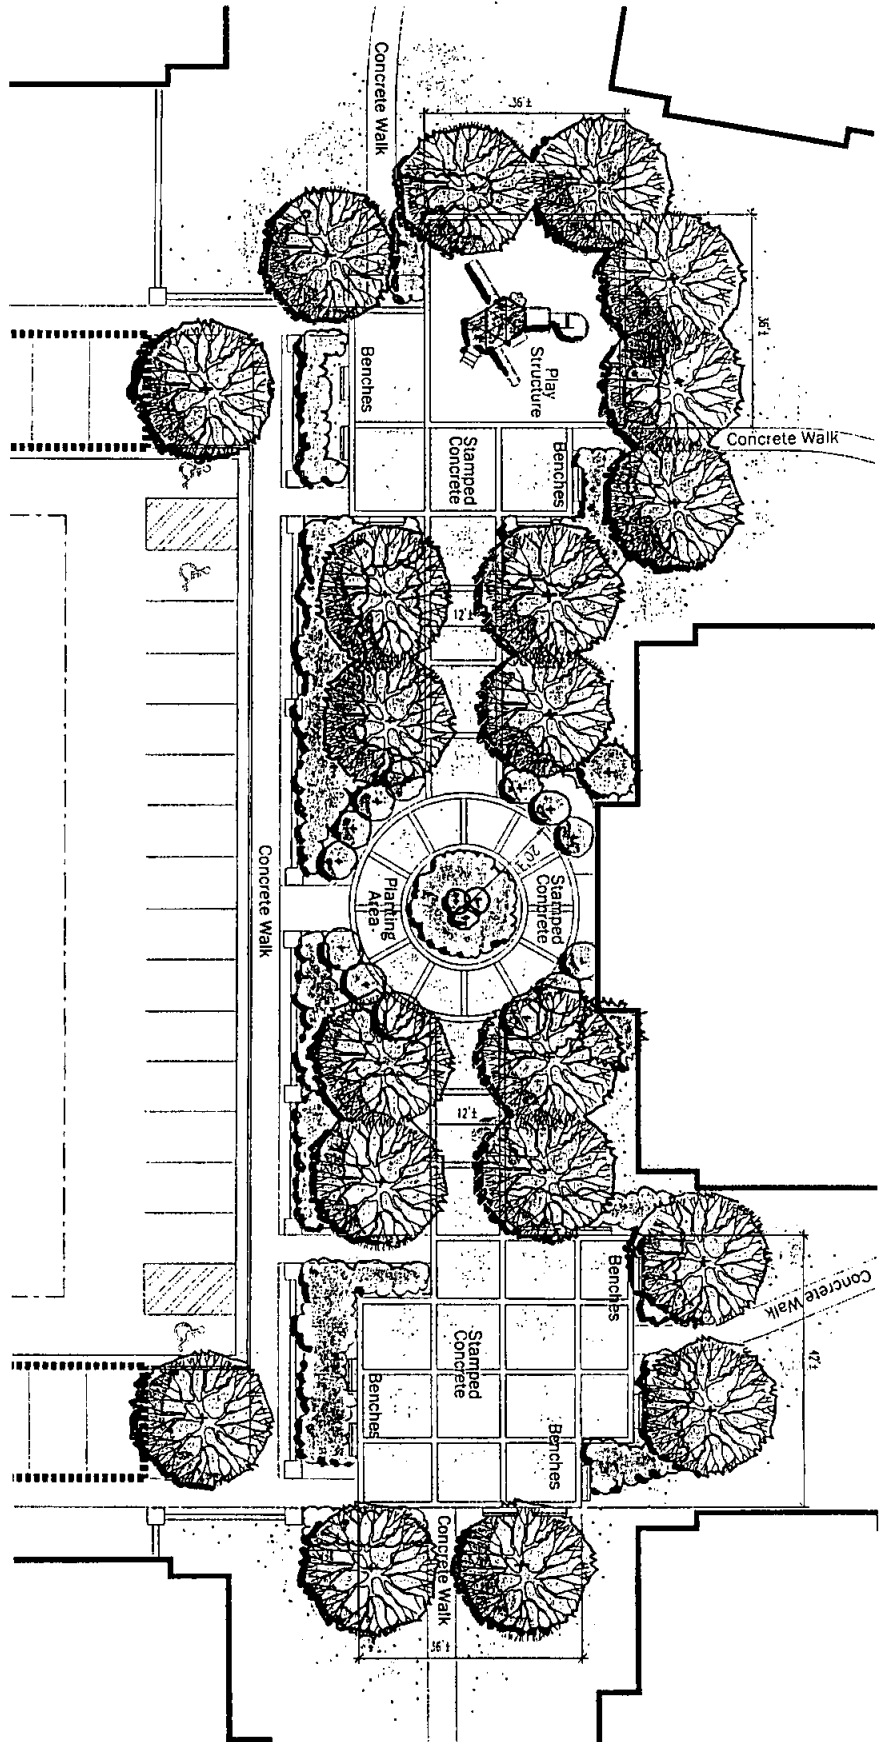 36'±
Concrete Walk
36'±
Play
Structure
Benches
Concrete Walk
Benches
Stamped
Concrete
12'±
20'±
Stamped
Concrete
Planting
Area
Concrete Walk
12'±
Benches
Concrete Walk
Stamped
Concrete
42'±
Benches
Benches
Concrete Walk
36'±